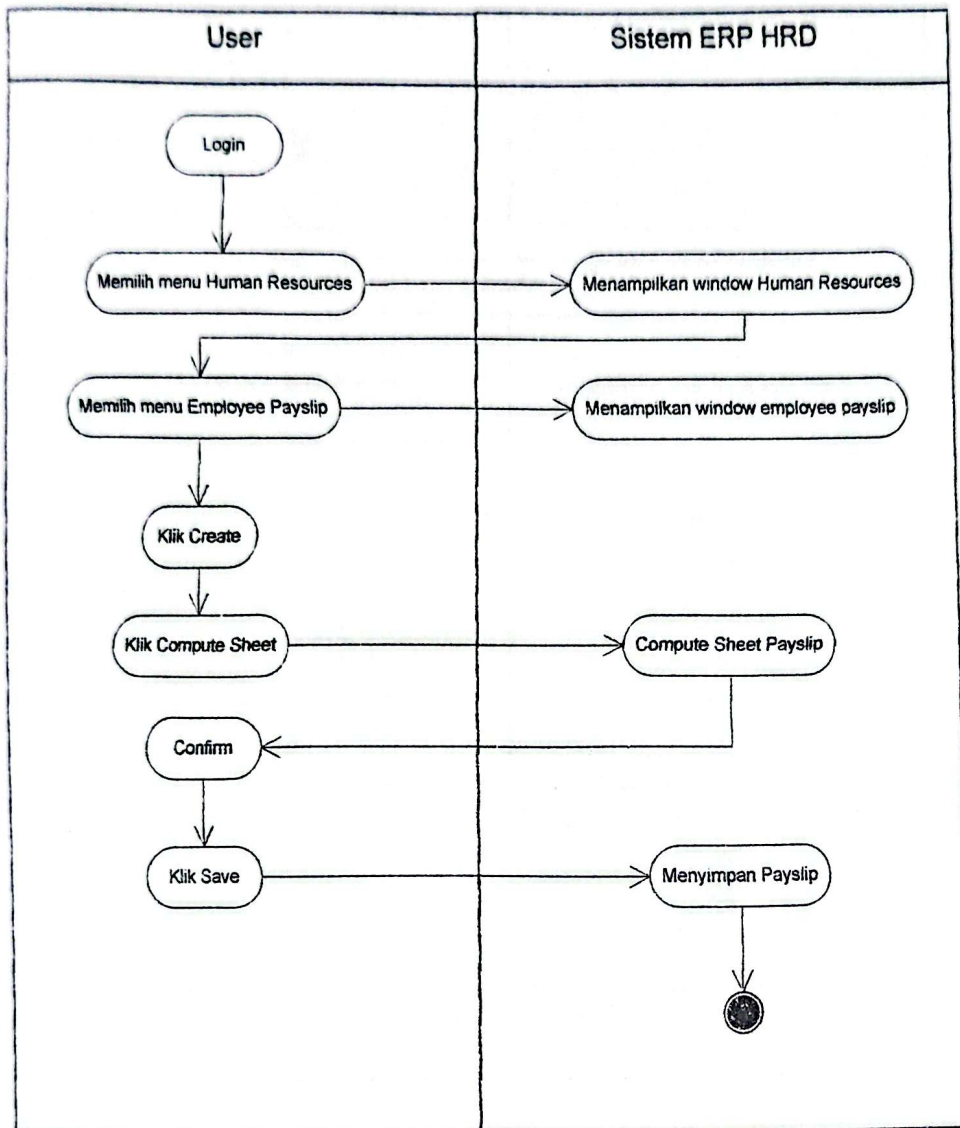 User
Sistem ERP HRD
Login
Memilih menu Human Resources
Menampilkan window Human Resources
Memilih menu Employee Payslip
Menampilkan window employee payslip
Klik Create
Klik Compute Sheet
Compute Sheet Payslip
Confirm
Klik Save
Menyimpan Payslip